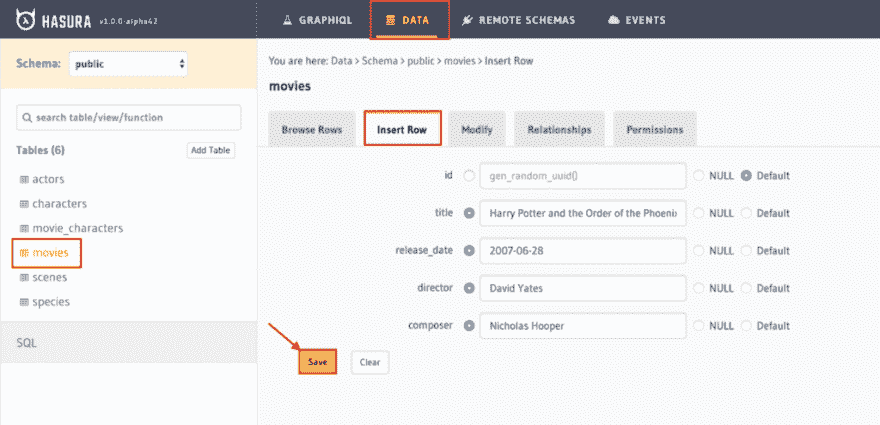 HASURA v1.0.0-alpha42 GRAPHIQL DATA REMOTE SCHEMAS EVENTS
Schema: public
You are here: Data > Schema > public > movies > Insert Row
movies
search table/view/function
Browse Rows Insert Row Modify Relationships Permissions
Tables (6) Add Table
actors
characters
movie_characters
movies
scenes
species
SQL
id gen_random_uuid() NULL Default
title Harry Potter and the Order of the Phoenix NULL Default
release_date 2007-06-28 NULL Default
director David Yates NULL Default
composer Nicholas Hooper NULL Default
Save Clear